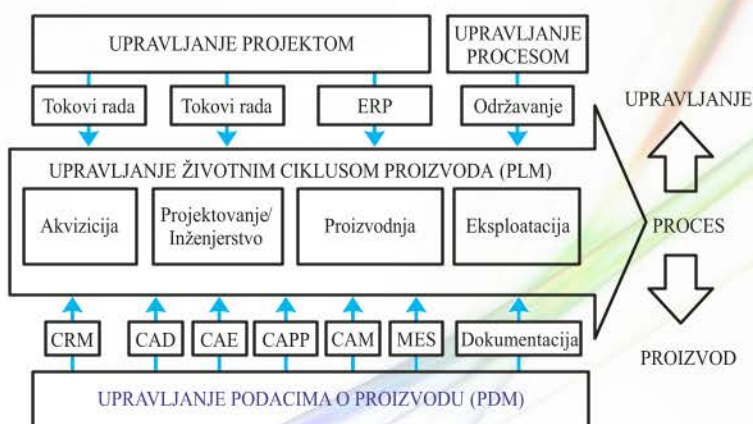 UPRAVLJANJE PROJEKTOM
UPRAVLJANJE
PROCESOM
Tokovi rada
Tokovi rada
ERP
Održavanje
UPRAVLJANJE
UPRAVLJANJE ŽIVOTNIM CIKLUSOM PROIZVODA (PLM)
Akvizicija
Projektovanje/
Inženjerstvo
Proizvodnja
Eksploatacija
PROCES
CRM
CAD
CAE
CAPP
CAM
MES
Dokumentacija
PROIZVOD
UPRAVLJANJE PODACIMA O PROIZVODU (PDM)